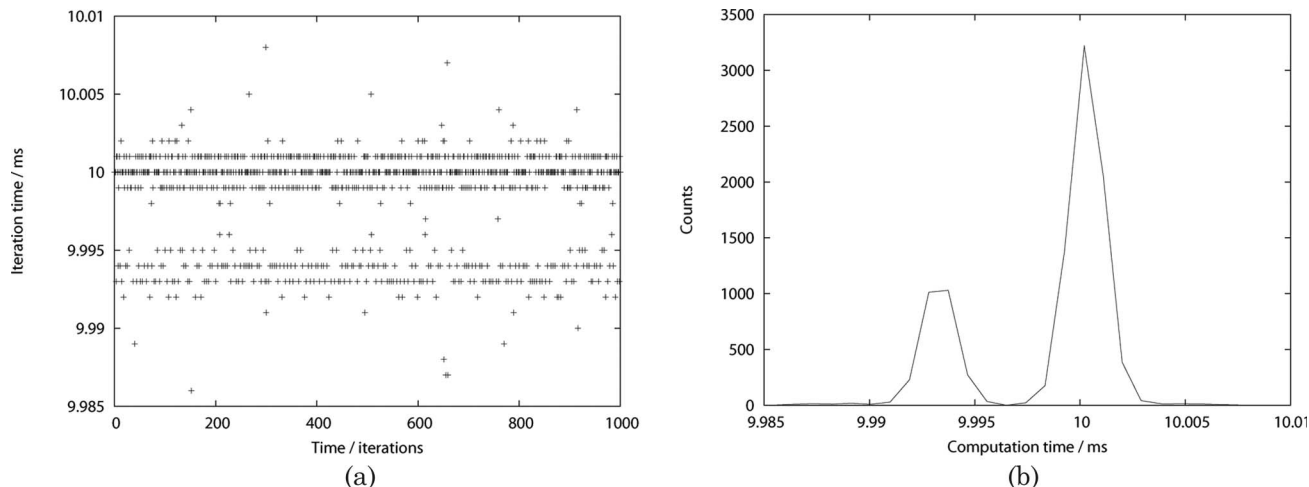 10.01
10.005
10
9.995
9.99
9.985
Iteration time / ms
0 200 400 600 800 1000
Time / iterations
(a)
3500
3000
2500
2000
1500
1000
500
0
Counts
9.985 9.99 9.995 10 10.005 10.01
Computation time / ms
(b)